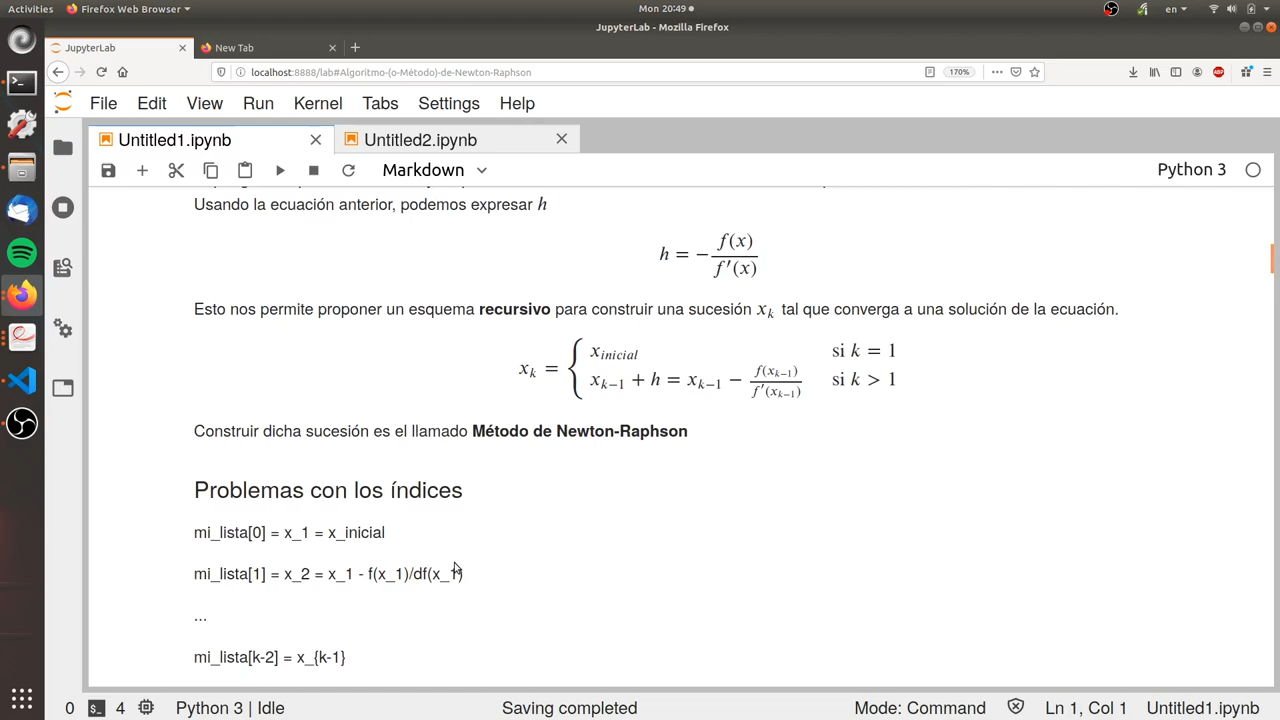 Activities Firefox Web Browser Mon 20:49 en
JupyterLab - Mozilla Firefox
JupyterLab New Tab
localhost:8888/lab#Algoritmo-(o-Método)-de-Newton-Raphson 170%
File Edit View Run Kernel Tabs Settings Help
Untitled1.ipynb Untitled2.ipynb
Markdown Python 3
Usando la ecuación anterior, podemos expresar h
h = − f(x) / f′(x)
Esto nos permite proponer un esquema recursivo para construir una sucesión x_k tal que converga a una solución de la ecuación.
x_k = { x_inicial si k = 1
x_{k−1} + h = x_{k−1} − f(x_{k−1}) / f′(x_{k−1}) si k > 1
Construir dicha sucesión es el llamado Método de Newton-Raphson
Problemas con los índices
mi_lista[0] = x_1 = x_inicial
mi_lista[1] = x_2 = x_1 - f(x_1)/df(x_1)
...
mi_lista[k-2] = x_{k-1}
0 4 Python 3 | Idle Saving completed Mode: Command Ln 1, Col 1 Untitled1.ipynb